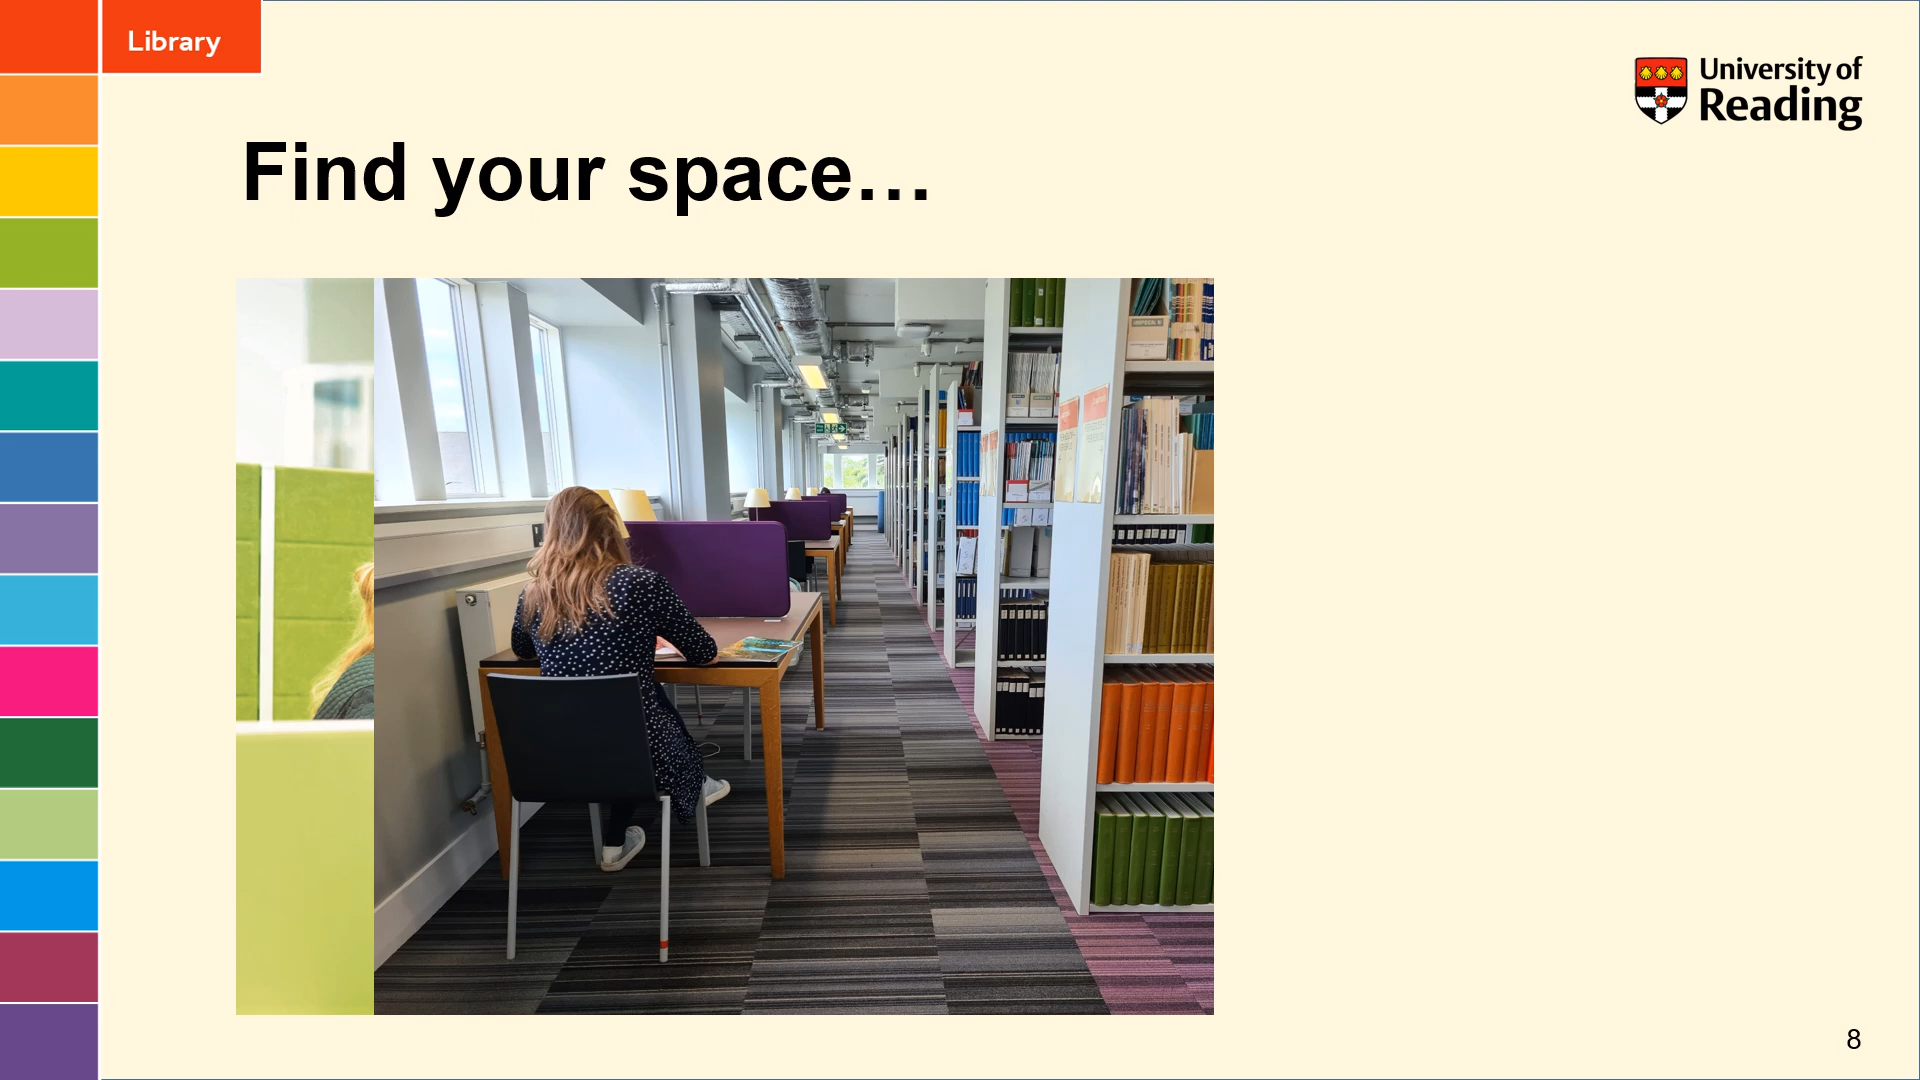 Library
University of
Reading
Find your space…
8